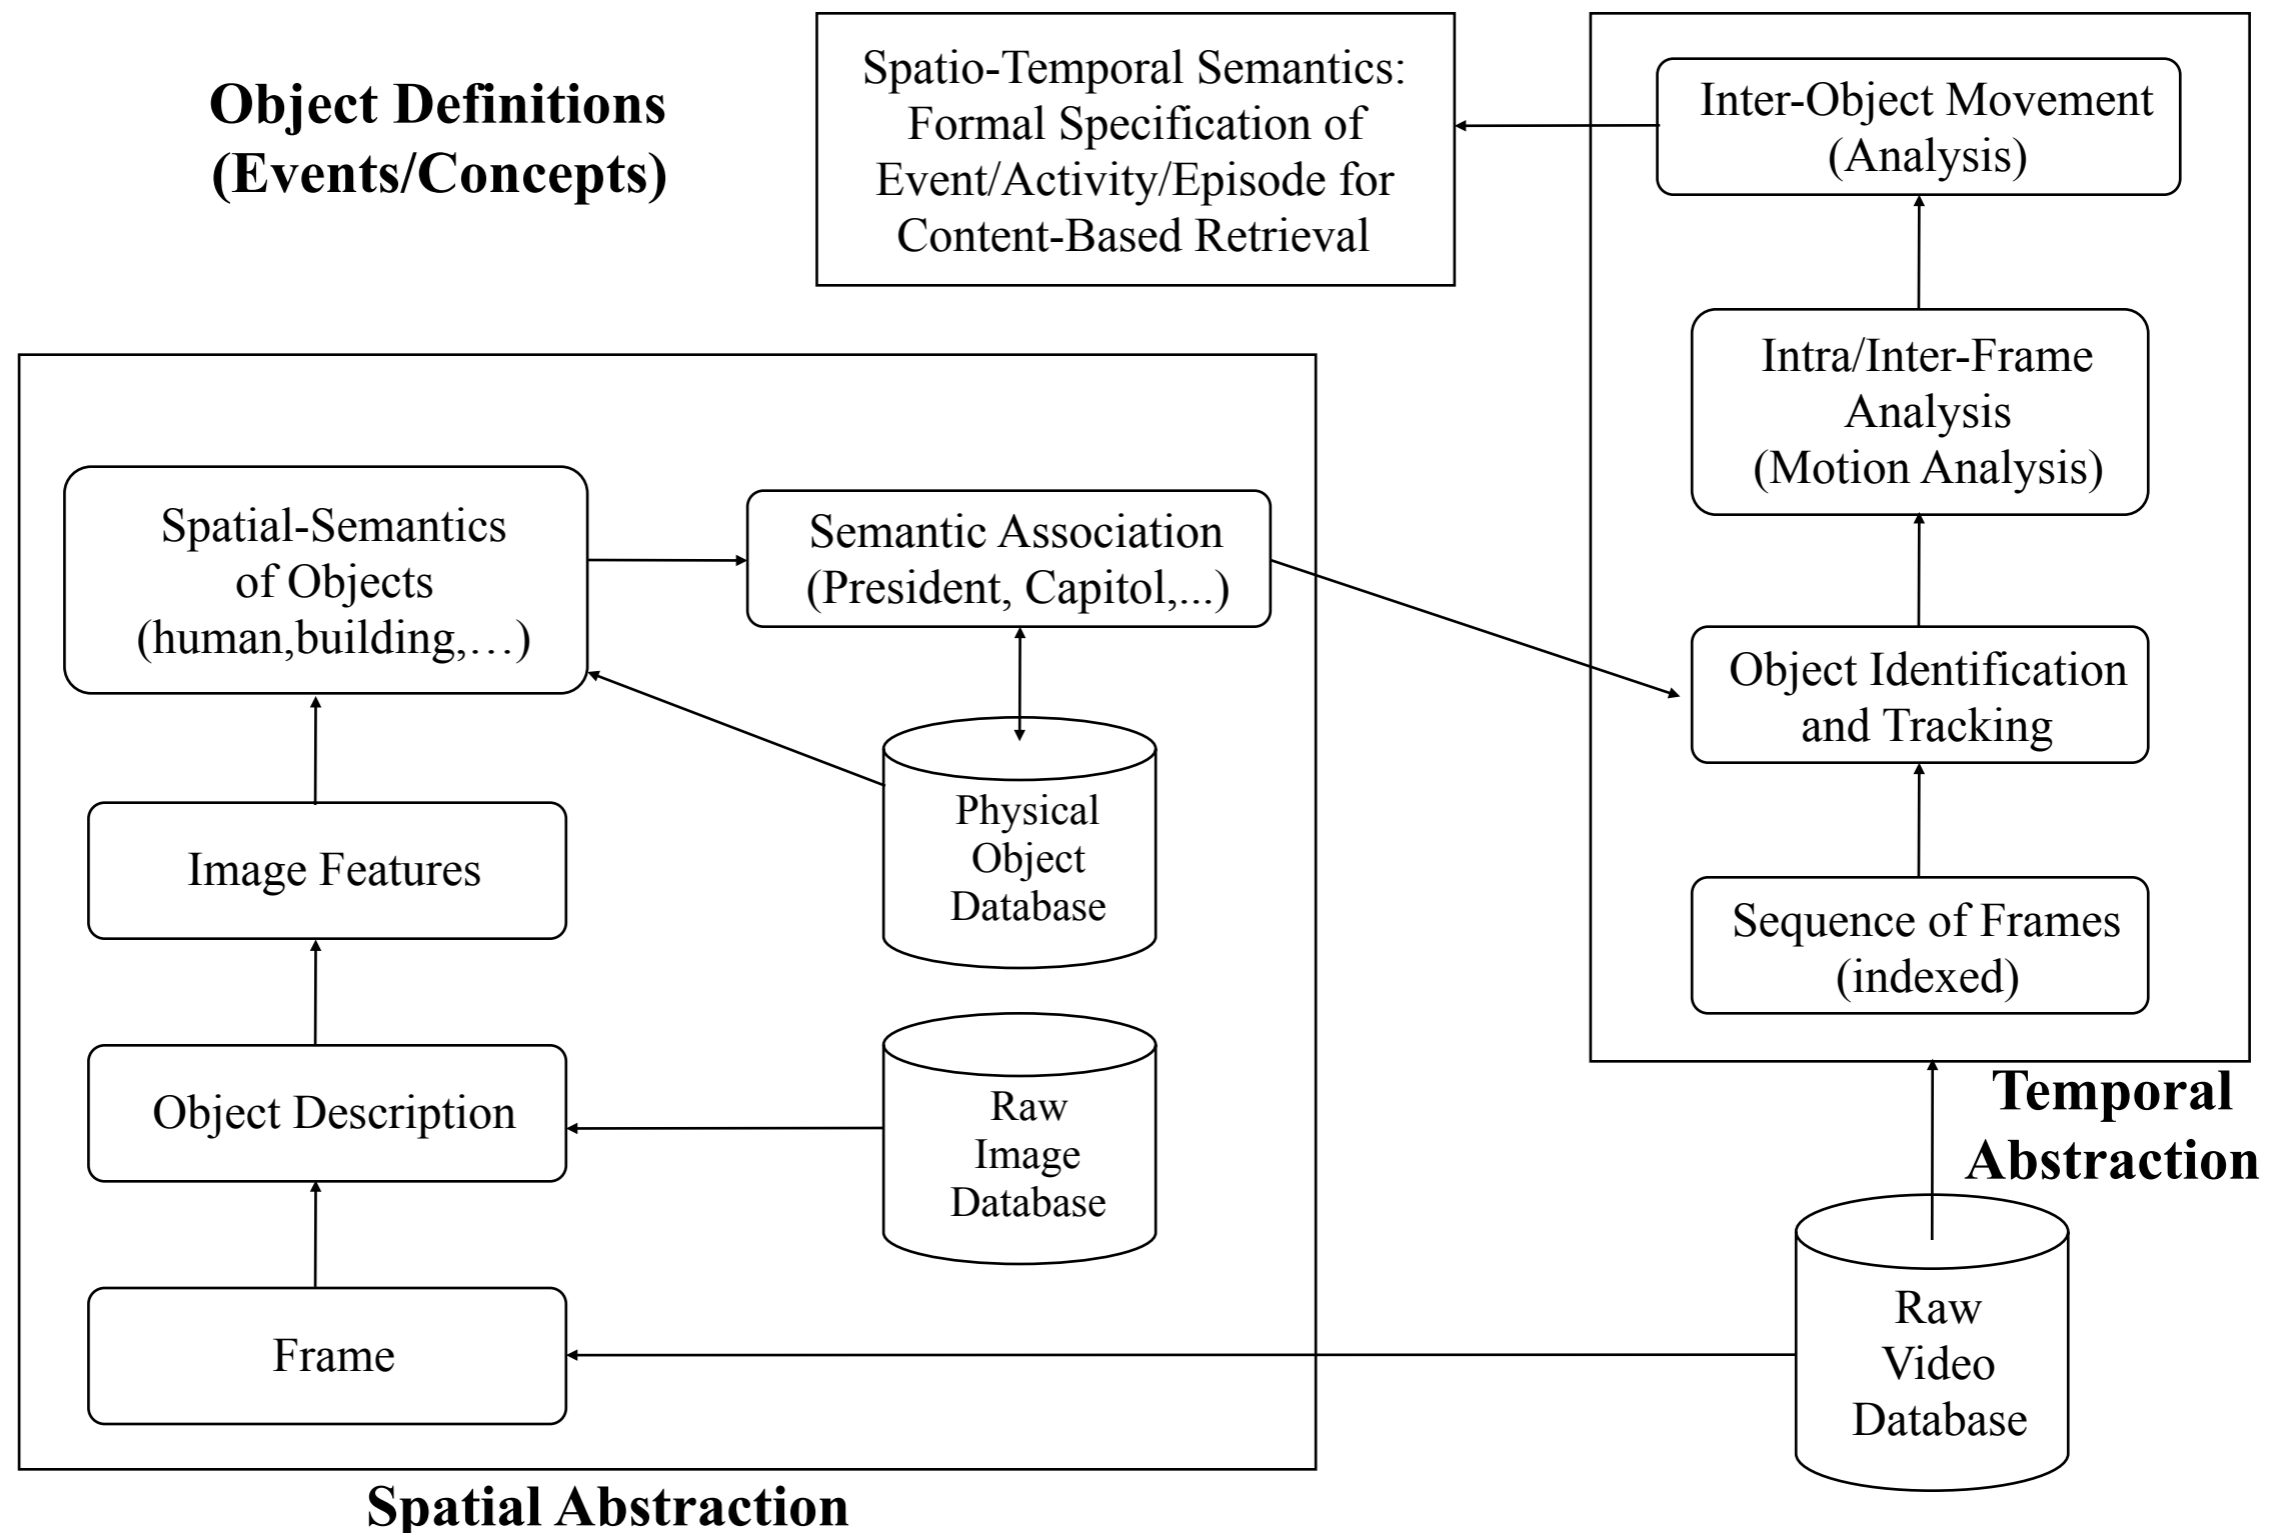 Object Definitions
(Events/Concepts)
Spatio-Temporal Semantics:
Formal Specification of
Event/Activity/Episode for
Content-Based Retrieval
Inter-Object Movement
(Analysis)
Intra/Inter-Frame
Analysis
(Motion Analysis)
Object Identification
and Tracking
Sequence of Frames
(indexed)
Temporal
Abstraction
Raw
Video
Database
Spatial-Semantics
of Objects
(human,building,…)
Semantic Association
(President, Capitol,...)
Physical
Object
Database
Image Features
Object Description
Raw
Image
Database
Frame
Spatial Abstraction